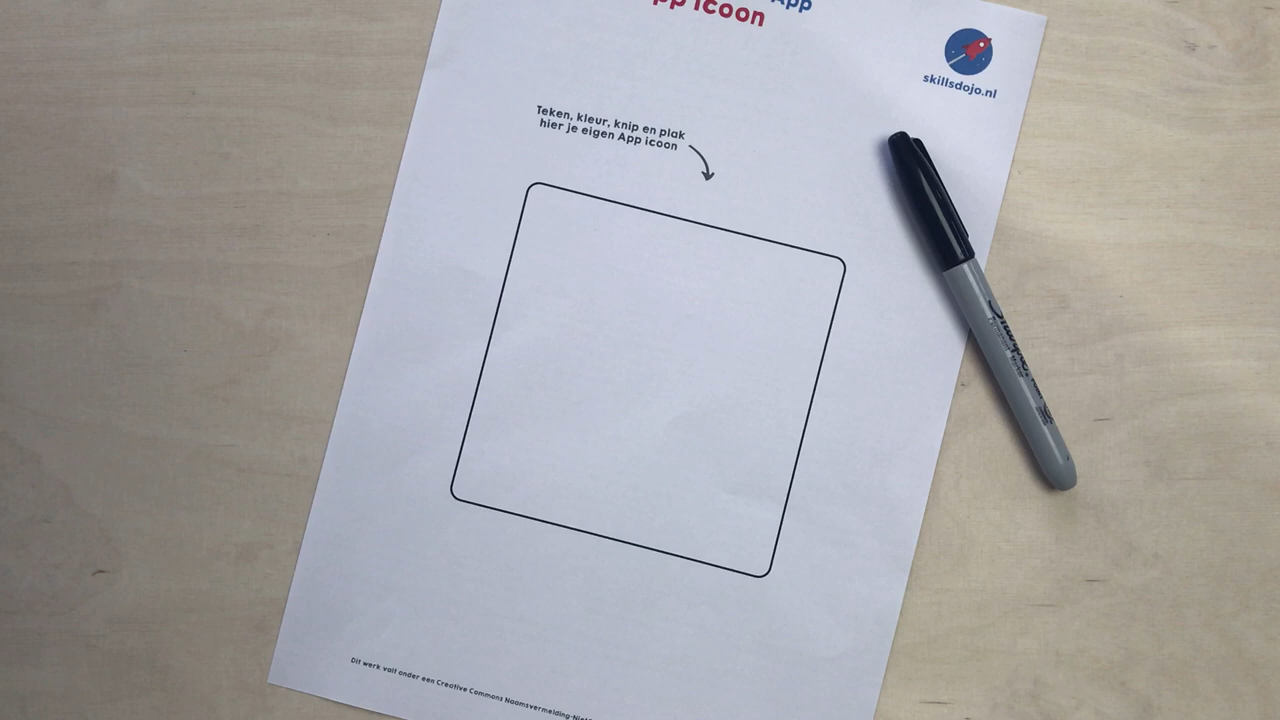 App
App icoon
skillsdojo.nl
Teken, kleur, knip en plak
hier je eigen App icoon
Sharpie
Dit werk valt onder een Creative Commons Naamsvermelding-Niet